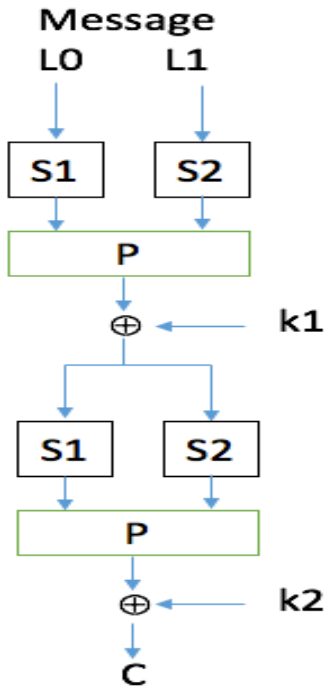 Message
L0 L1
S1 S2
P
⊕ k1
S1 S2
P
⊕ k2
C